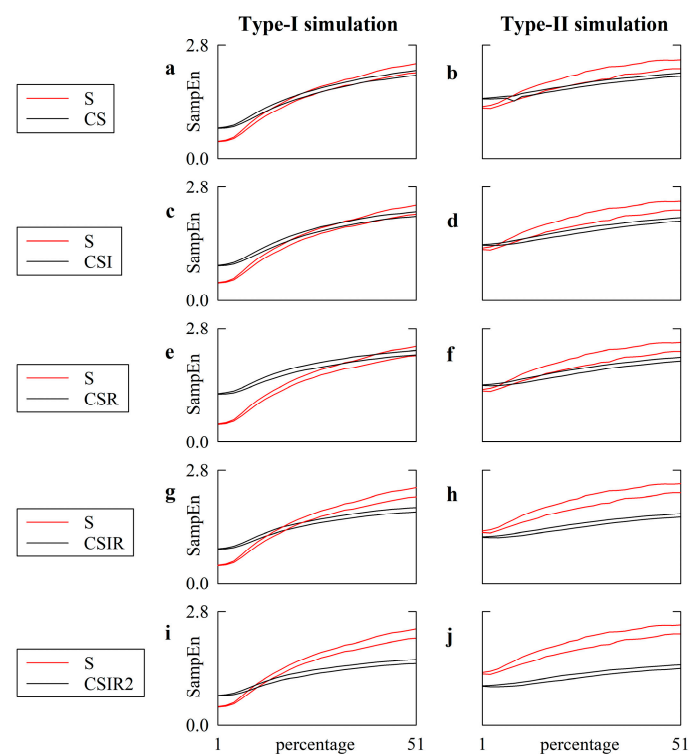 Type-I simulation Type-II simulation
a 2.8 SampEn 0.0 b
S
CS
c 2.8 SampEn 0.0 d
S
CSI
e 2.8 SampEn 0.0 f
S
CSR
g 2.8 SampEn 0.0 h
S
CSIR
i 2.8 SampEn 0.0 j
S
CSIR2
1 percentage 51 1 percentage 51